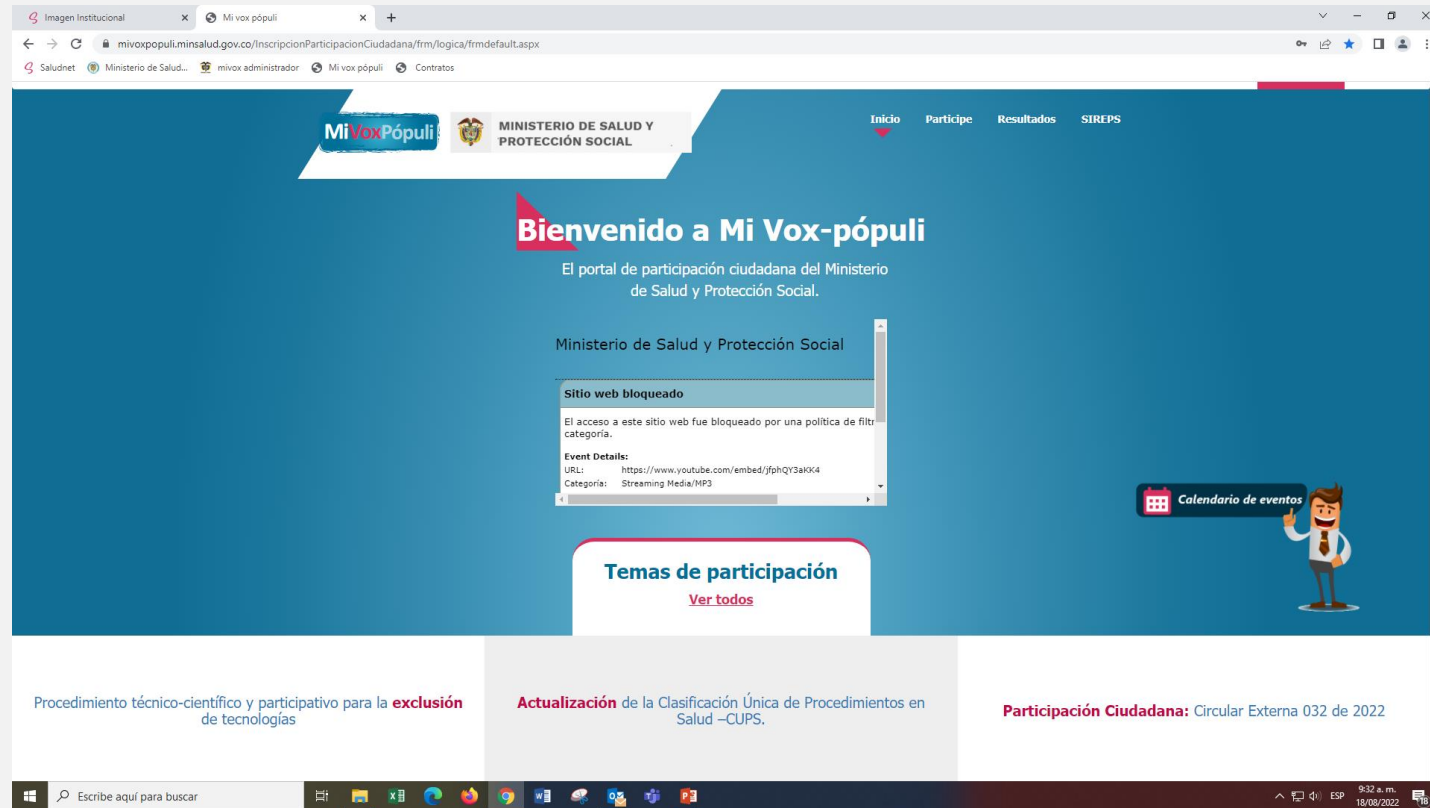 Imagen Institucional
Mi vox pópuli
mivoxpopuli.minsalud.gov.co/InscripcionParticipacionCiudadana/frm/logica/frmdefault.aspx
Saludnet Ministerio de Salud... mivox administrador Mi vox pópuli Contratos
MiVoxPópuli
MINISTERIO DE SALUD Y
PROTECCIÓN SOCIAL
Inicio Participe Resultados SIREPS
Bienvenido a Mi Vox-pópuli
El portal de participación ciudadana del Ministerio
de Salud y Protección Social.
Ministerio de Salud y Protección Social
Sitio web bloqueado
El acceso a este sitio web fue bloqueado por una política de filtr
categoría.
Event Details:
URL: https://www.youtube.com/embed/jfphQY3aKK4
Categoría: Streaming Media/MP3
Calendario de eventos
Temas de participación
Ver todos
Procedimiento técnico-científico y participativo para la exclusión
de tecnologías
Actualización de la Clasificación Única de Procedimientos en
Salud –CUPS.
Participación Ciudadana: Circular Externa 032 de 2022
Escribe aquí para buscar
ESP
9:32 a. m.
18/08/2022
18